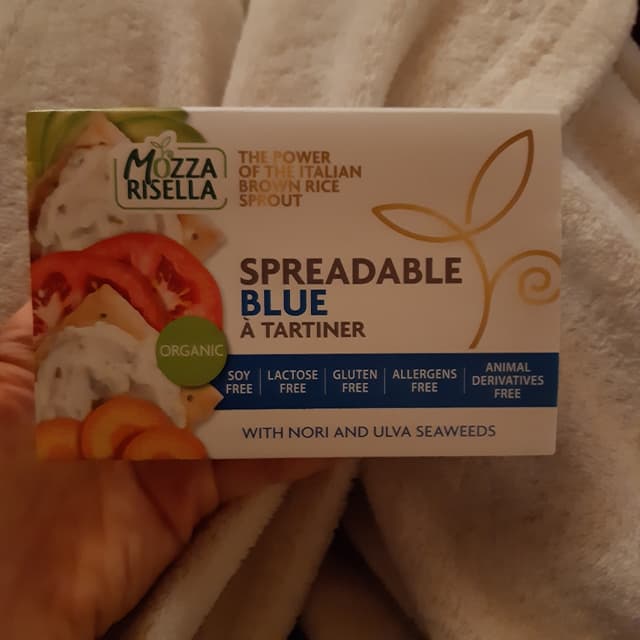 MOZZA
RISELLA
THE POWER
OF THE ITALIAN
BROWN RICE
SPROUT
SPREADABLE
BLUE
À TARTINER
ORGANIC
SOY
FREE
LACTOSE
FREE
GLUTEN
FREE
ALLERGENS
FREE
ANIMAL
DERIVATIVES
FREE
WITH NORI AND ULVA SEAWEEDS